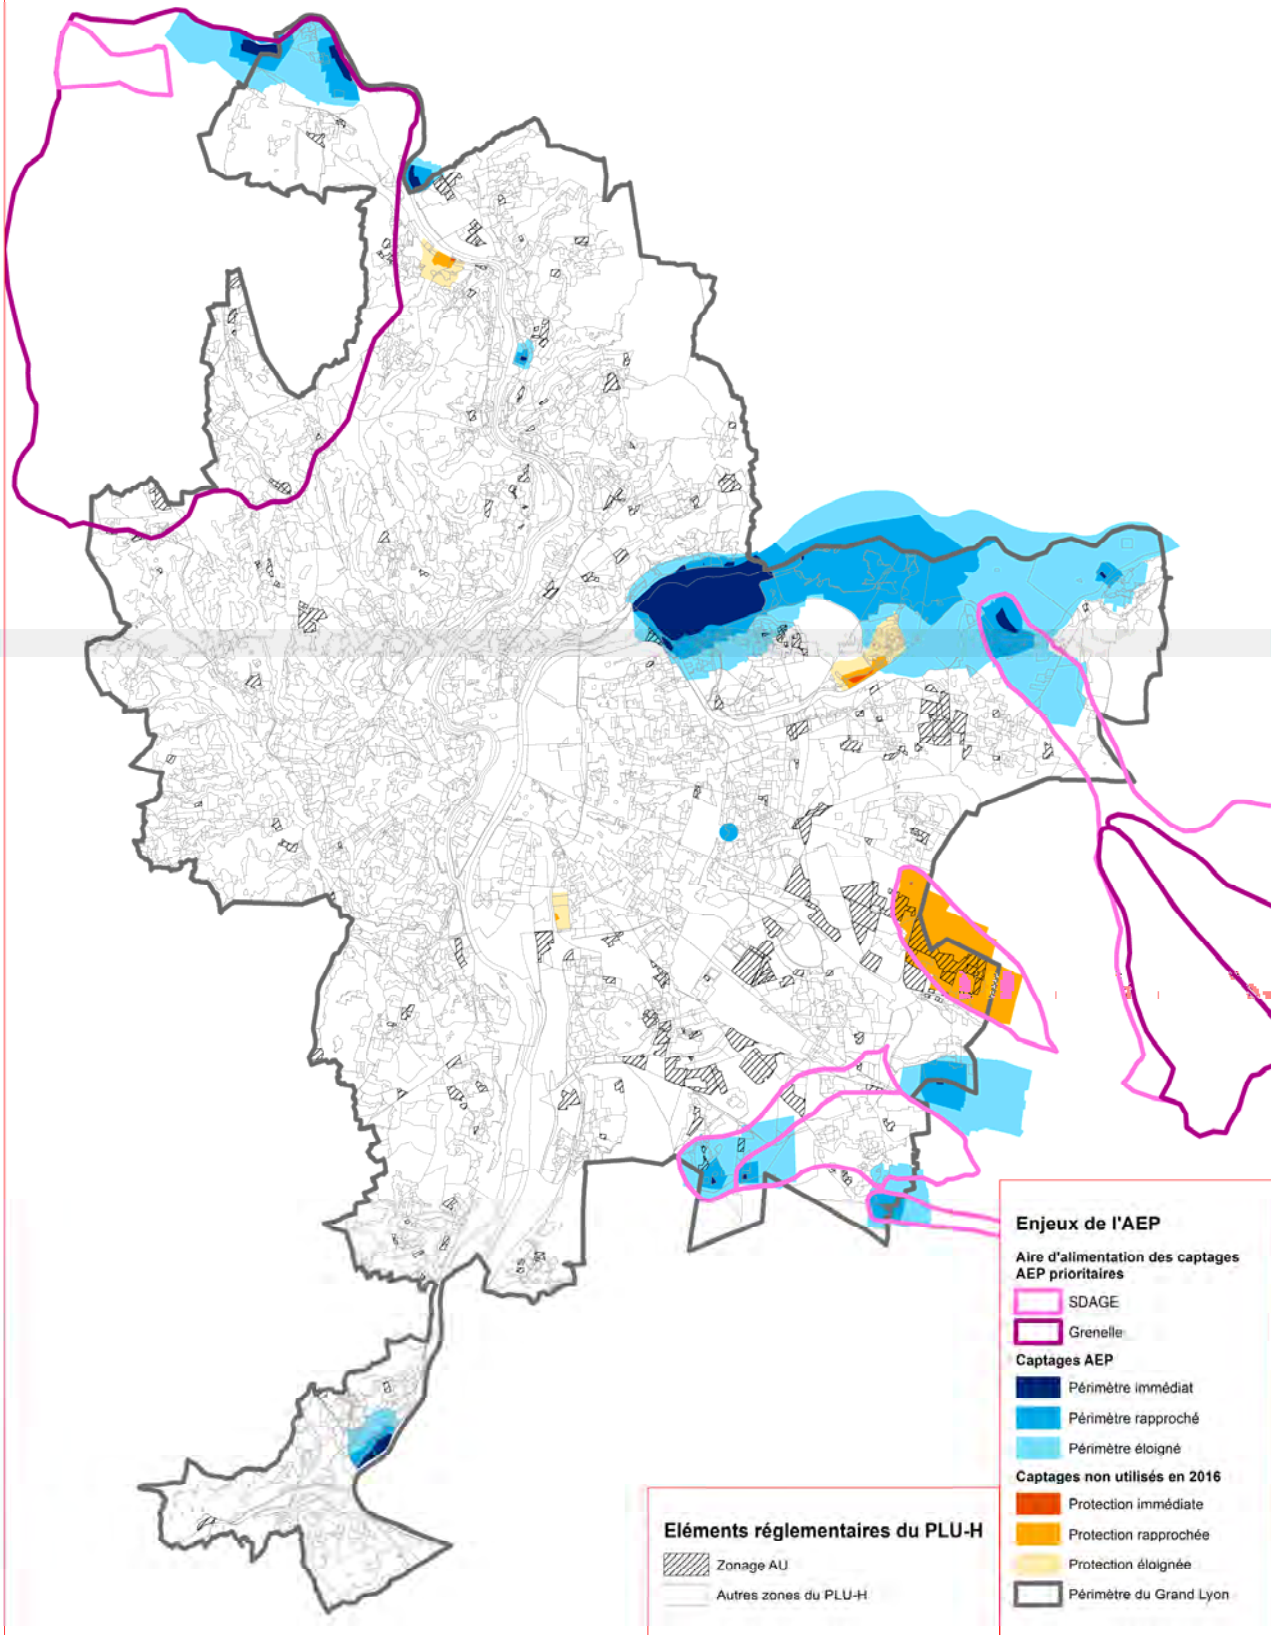 Enjeux de l'AEP
Aire d'alimentation des captages
AEP prioritaires
SDAGE
Grenelle
Captages AEP
Périmètre immédiat
Périmètre rapproché
Périmètre éloigné
Captages non utilisés en 2016
Protection immédiate
Protection rapprochée
Protection éloignée
Périmètre du Grand Lyon
Eléments réglementaires du PLU-H
Zonage AU
Autres zones du PLU-H